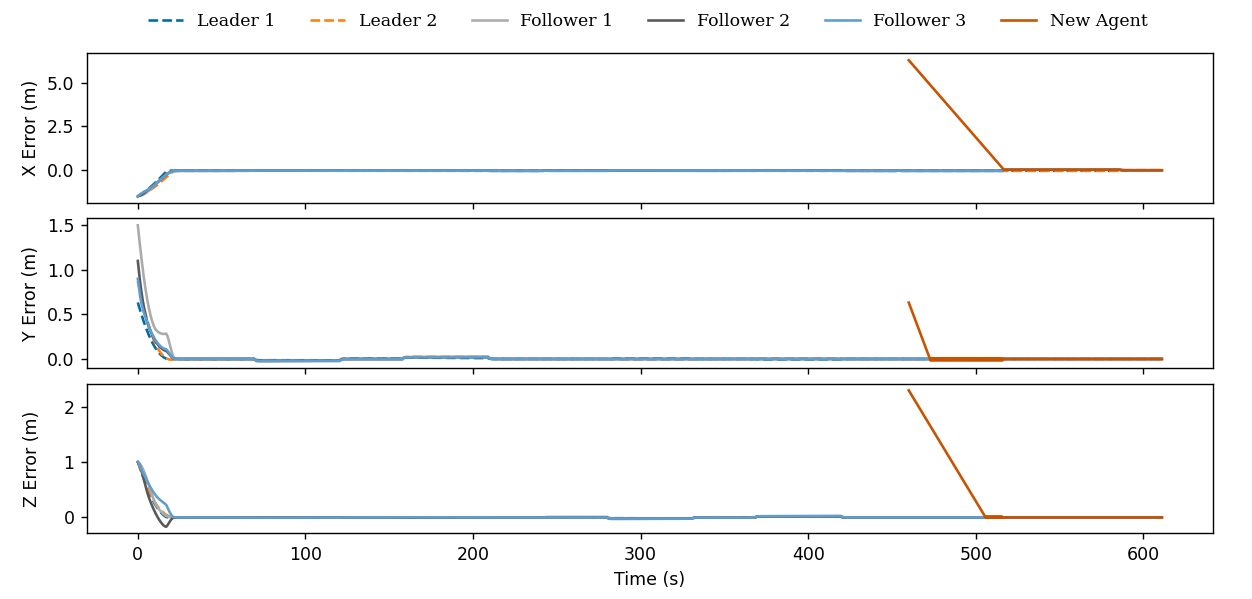 Leader 1 Leader 2 Follower 1 Follower 2 Follower 3 New Agent
X Error (m)
5.0
2.5
0.0
Y Error (m)
1.5
1.0
0.5
0.0
Z Error (m)
2
1
0
0 100 200 300 400 500 600
Time (s)